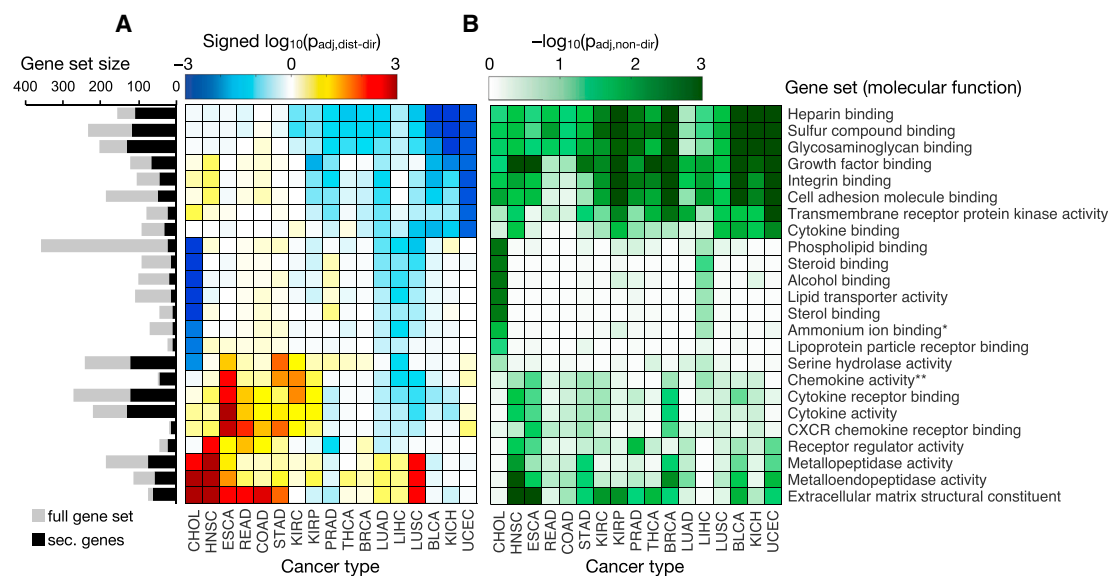 A
B
Signed log10(padj,dist-dir)
−log10(padj,non-dir)
Gene set size
−3 0 3
0 1 2 3
Gene set (molecular function)
400 300 200 100 0
Heparin binding
Sulfur compound binding
Glycosaminoglycan binding
Growth factor binding
Integrin binding
Cell adhesion molecule binding
Transmembrane receptor protein kinase activity
Cytokine binding
Phospholipid binding
Steroid binding
Alcohol binding
Lipid transporter activity
Sterol binding
Ammonium ion binding*
Lipoprotein particle receptor binding
Serine hydrolase activity
Chemokine activity**
Cytokine receptor binding
Cytokine activity
CXCR chemokine receptor binding
Receptor regulator activity
Metallopeptidase activity
Metalloendopeptidase activity
Extracellular matrix structural constituent
full gene set
sec. genes
CHOL HNSC ESCA READ COAD STAD KIRC KIRP PRAD THCA BRCA LUAD LIHC LUSC BLCA KICH UCEC
CHOL HNSC ESCA READ COAD STAD KIRC KIRP PRAD THCA BRCA LUAD LIHC LUSC BLCA KICH UCEC
Cancer type
Cancer type